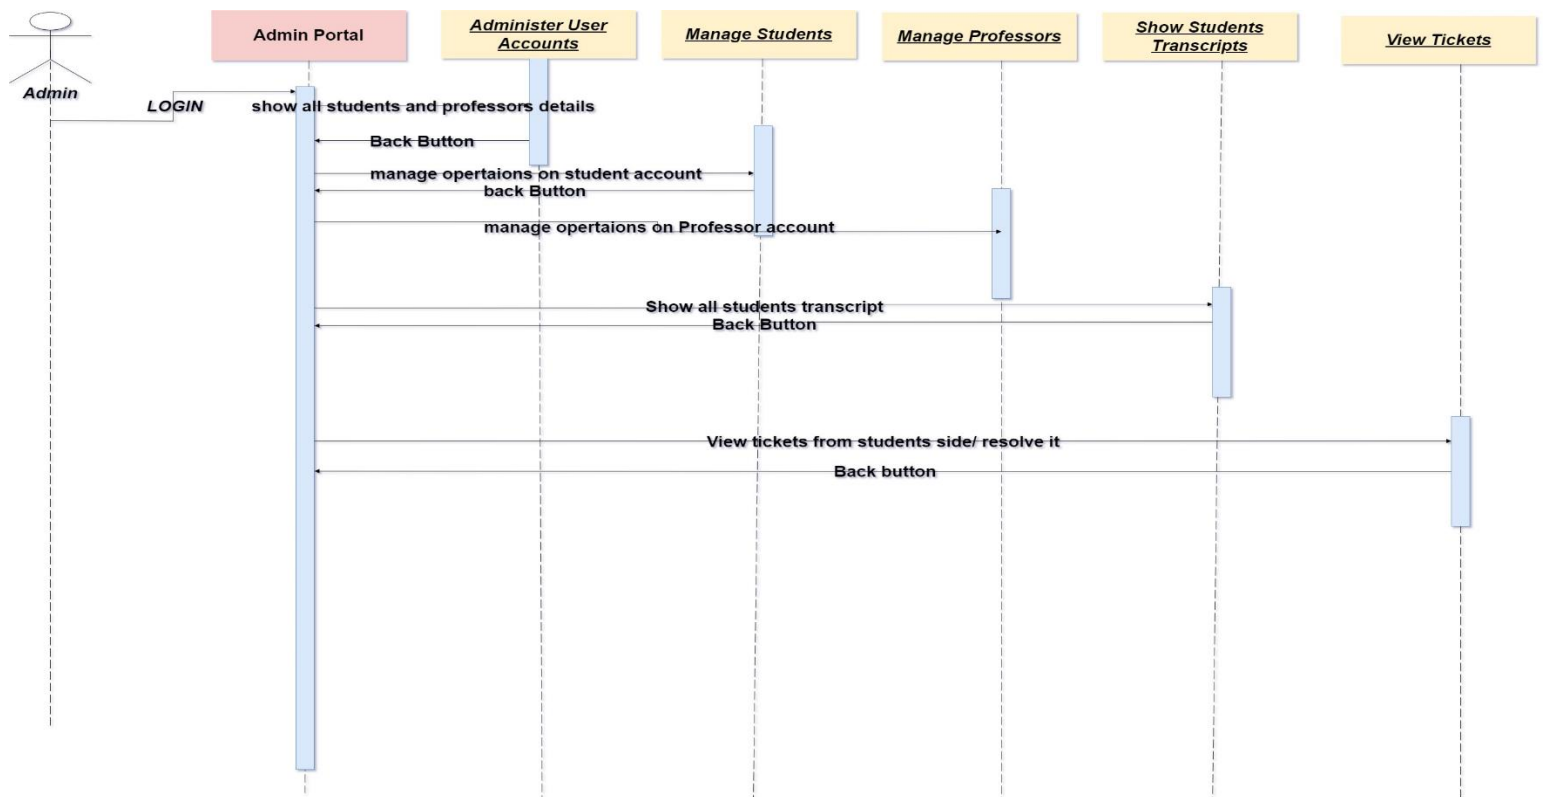 Admin Portal
Administer User
Accounts
Manage Students
Manage Professors
Show Students
Transcripts
View Tickets
Admin
LOGIN
show all students and professors details
Back Button
manage opertaions on student account
back Button
manage opertaions on Professor account
Show all students transcript
Back Button
View tickets from students side/ resolve it
Back button